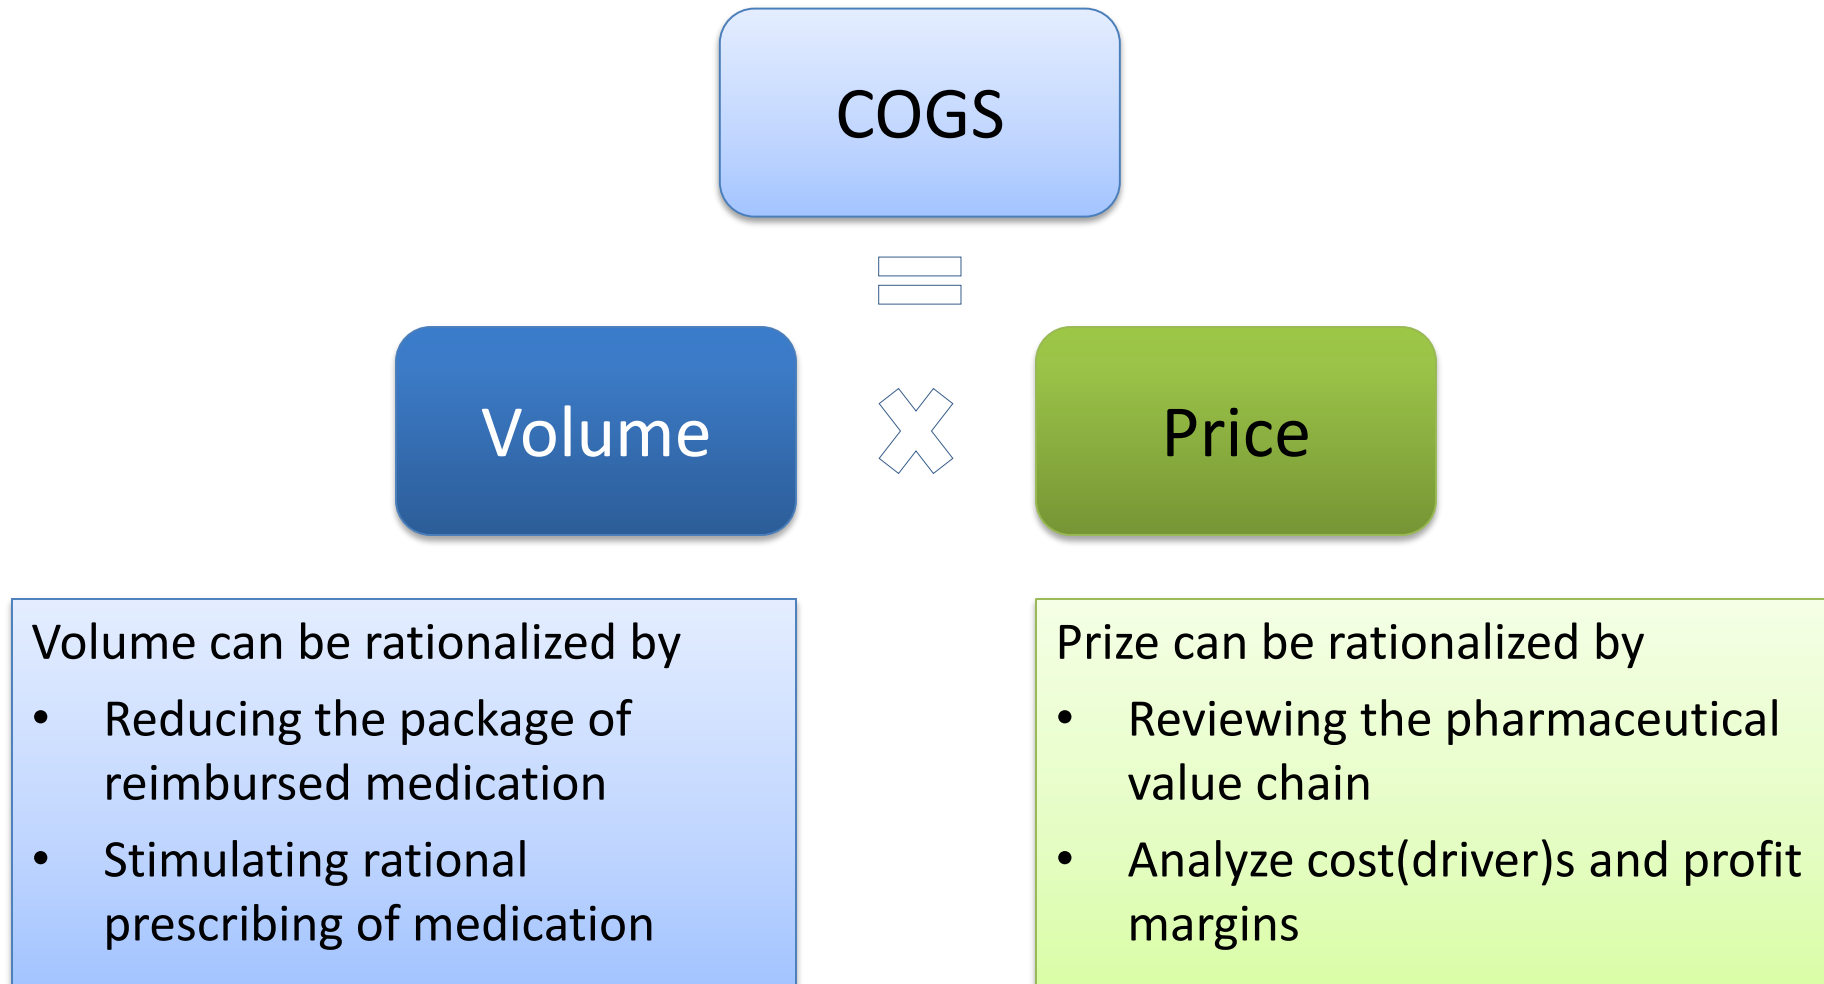 COGS
Volume
Price
Volume can be rationalized by
• Reducing the package of
reimbursed medication
• Stimulating rational
prescribing of medication
Prize can be rationalized by
• Reviewing the pharmaceutical
value chain
• Analyze cost(driver)s and profit
margins